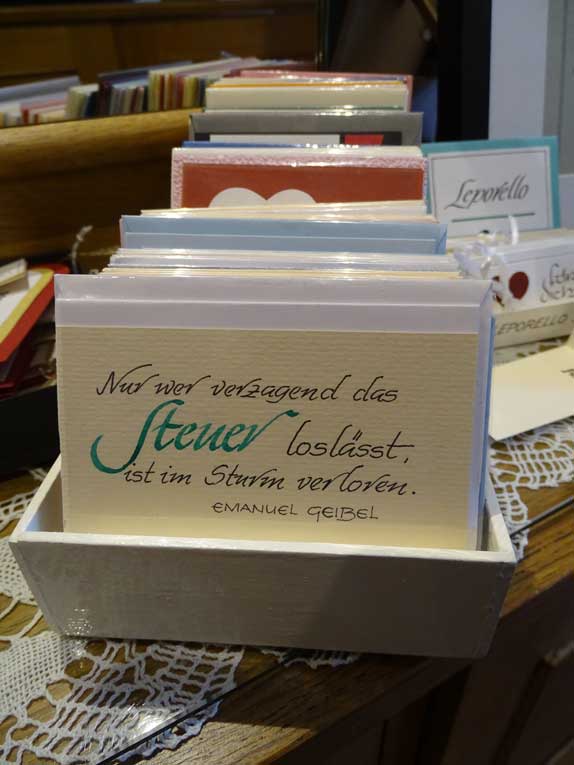 Nur wer verzagend das
Steuer loslässt,
ist im Sturm verloren.
EMANUEL GEIBEL
Leporello
LEPORELLO